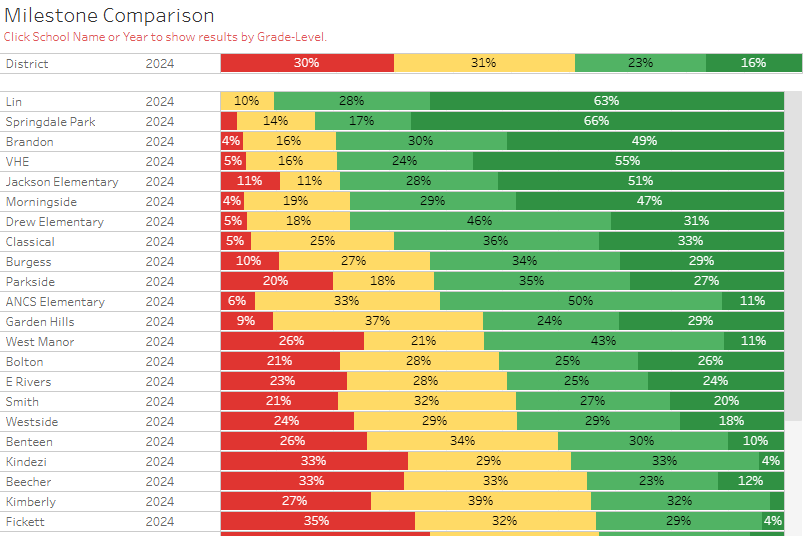 Milestone Comparison
Click School Name or Year to show results by Grade-Level.
District 2024 30% 31% 23% 16%
Lin 2024 10% 28% 63%
Springdale Park 2024 14% 17% 66%
Brandon 2024 4% 16% 30% 49%
VHE 2024 5% 16% 24% 55%
Jackson Elementary 2024 11% 11% 28% 51%
Morningside 2024 4% 19% 29% 47%
Drew Elementary 2024 5% 18% 46% 31%
Classical 2024 5% 25% 36% 33%
Burgess 2024 10% 27% 34% 29%
Parkside 2024 20% 18% 35% 27%
ANCS Elementary 2024 6% 33% 50% 11%
Garden Hills 2024 9% 37% 24% 29%
West Manor 2024 26% 21% 43% 11%
Bolton 2024 21% 28% 25% 26%
E Rivers 2024 23% 28% 25% 24%
Smith 2024 21% 32% 27% 20%
Westside 2024 24% 29% 29% 18%
Benteen 2024 26% 34% 30% 10%
Kindezi 2024 33% 29% 33% 4%
Beecher 2024 33% 33% 23% 12%
Kimberly 2024 27% 39% 32%
Fickett 2024 35% 32% 29% 4%